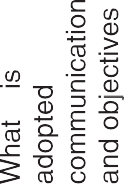 What is
adopted
communication
and objectives